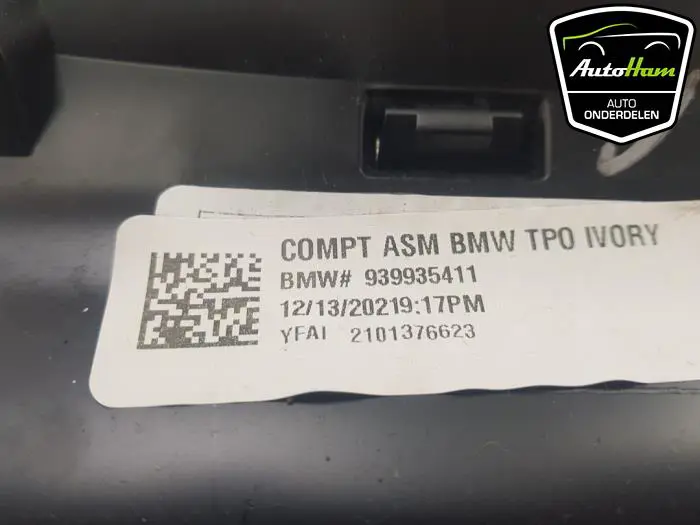 AutoHam
AUTO
ONDERDELEN
COMPT ASM BMW TPO IVORY
BMW# 939935411
12/13/20219:17PM
YFAI 2101376623